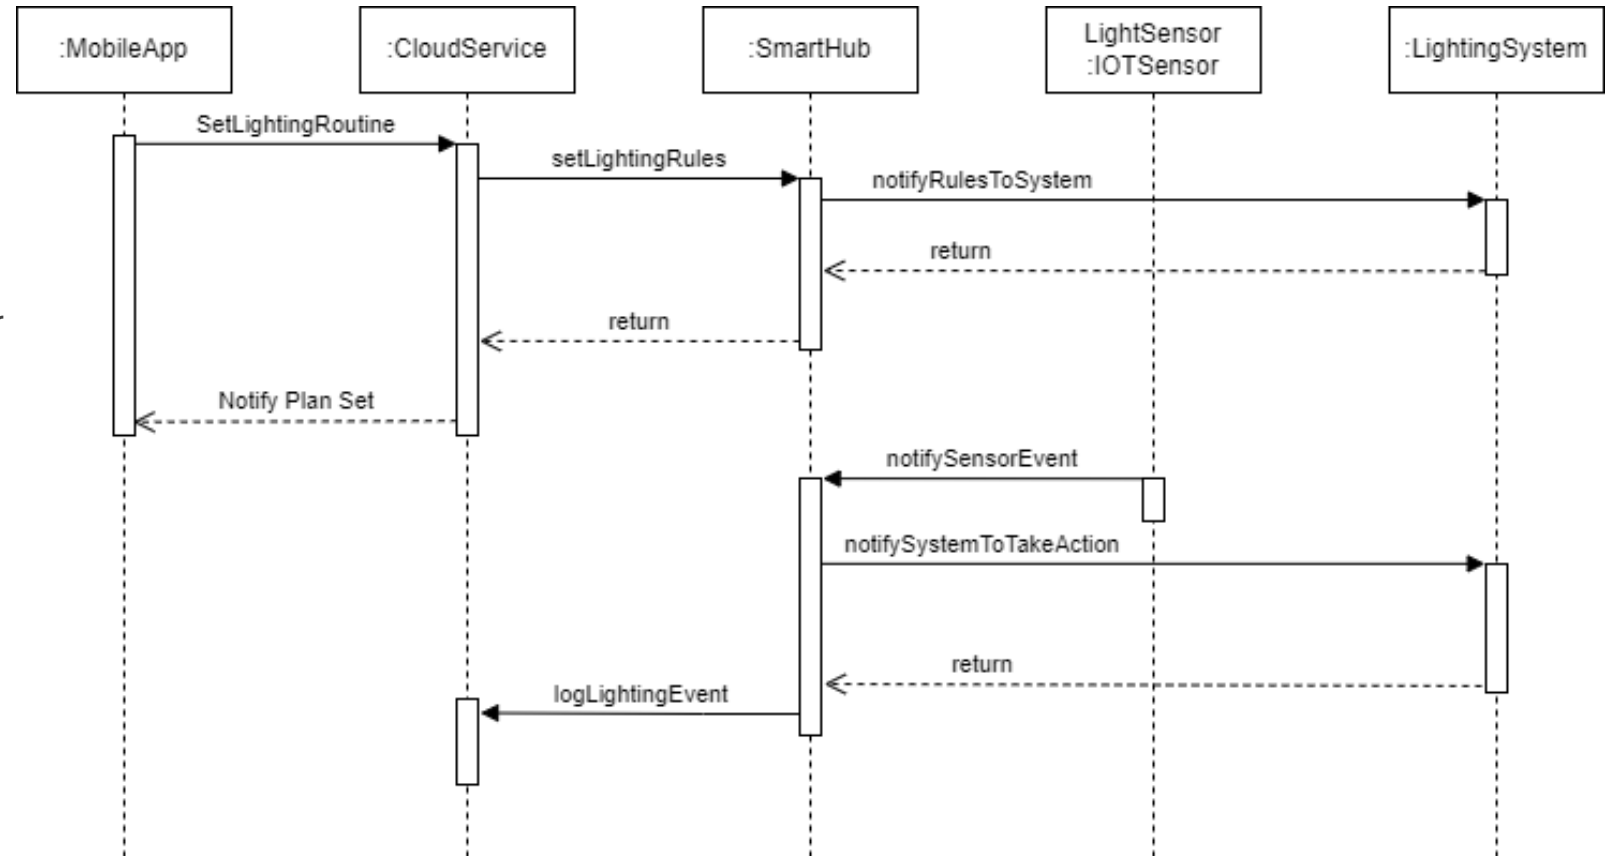 :MobileApp
:CloudService
:SmartHub
LightSensor
:IOTSensor
:LightingSystem
SetLightingRoutine
setLightingRules
notifyRulesToSystem
return
return
Notify Plan Set
notifySensorEvent
notifySystemToTakeAction
return
logLightingEvent